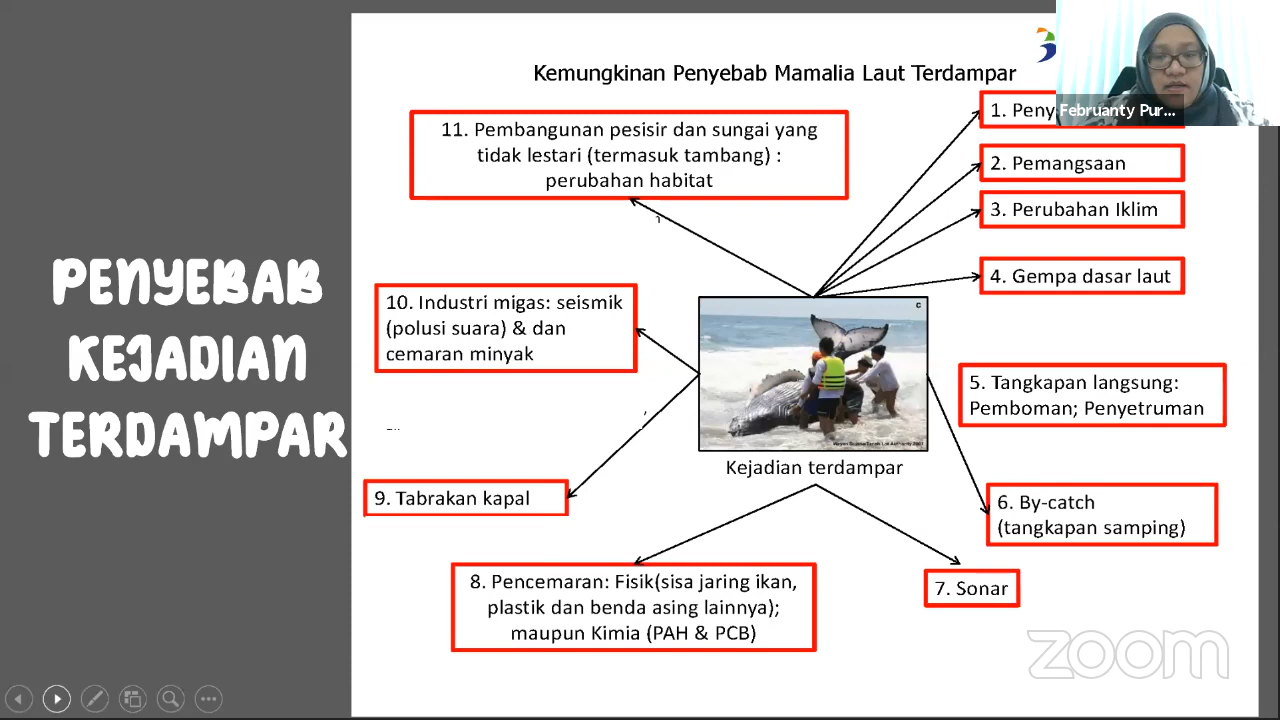 PENYEBAB
KEJADIAN
TERDAMPAR
Kemungkinan Penyebab Mamalia Laut Terdampar
Februanty Pur...
1. Peny
2. Pemangsaan
3. Perubahan Iklim
4. Gempa dasar laut
5. Tangkapan langsung:
Pemboman; Penyetruman
6. By-catch
(tangkapan samping)
7. Sonar
8. Pencemaran: Fisik(sisa jaring ikan,
plastik dan benda asing lainnya);
maupun Kimia (PAH & PCB)
9. Tabrakan kapal
10. Industri migas: seismik
(polusi suara) & dan
cemaran minyak
11. Pembangunan pesisir dan sungai yang
tidak lestari (termasuk tambang) :
perubahan habitat
C
Kejadian terdampar
zoom